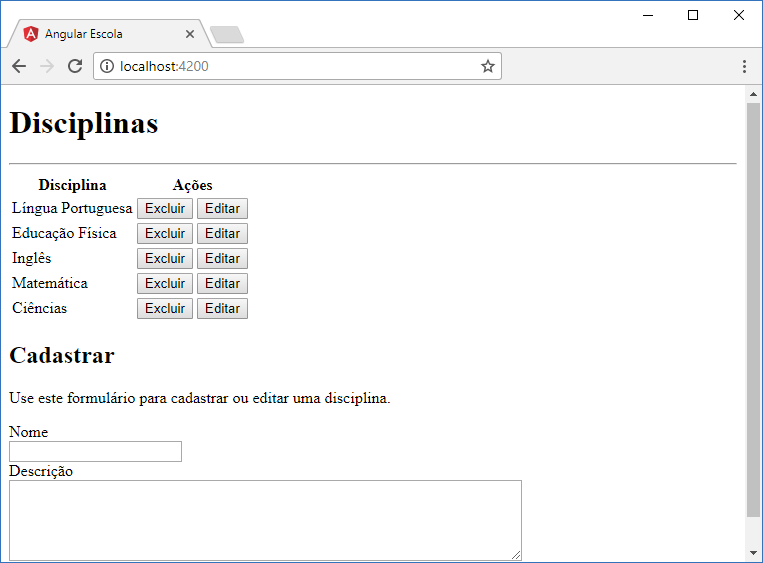 Angular Escola
localhost:4200
Disciplinas
Disciplina Ações
Língua Portuguesa Excluir Editar
Educação Física Excluir Editar
Inglês Excluir Editar
Matemática Excluir Editar
Ciências Excluir Editar
Cadastrar
Use este formulário para cadastrar ou editar uma disciplina.
Nome
Descrição